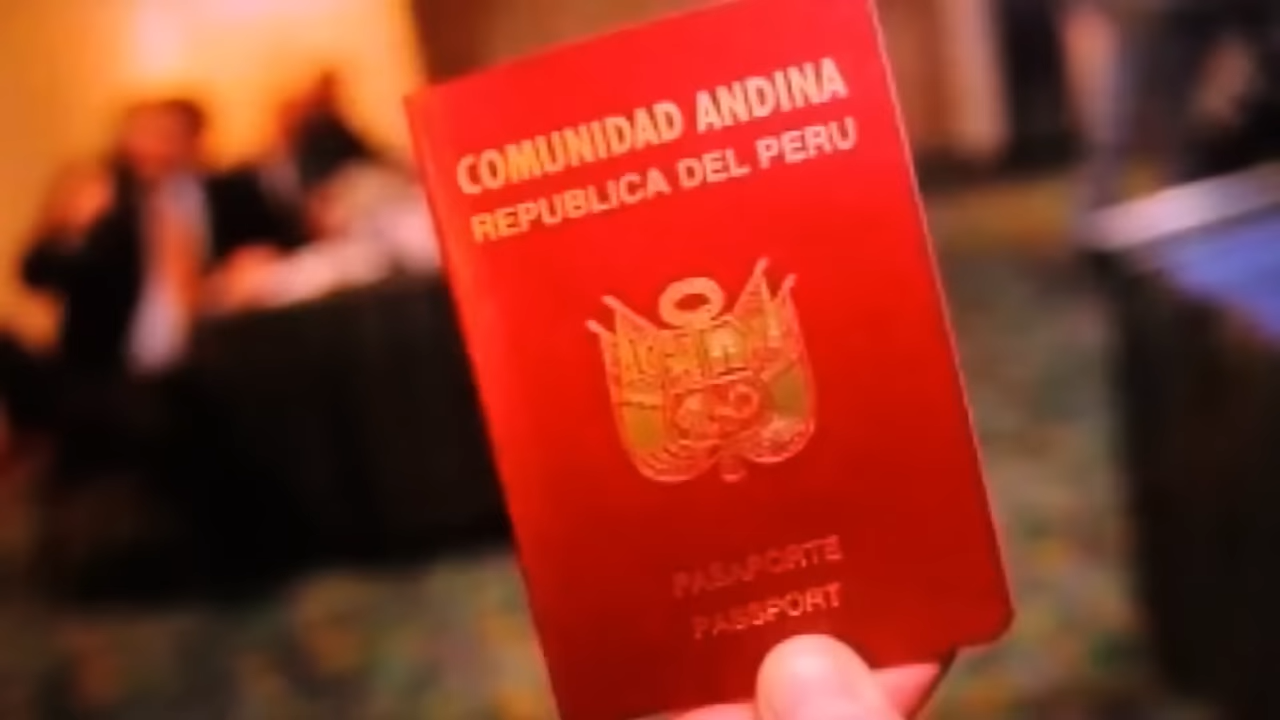 COMUNIDAD ANDINA
REPUBLICA DEL PERU
PASAPORTE
PASSPORT